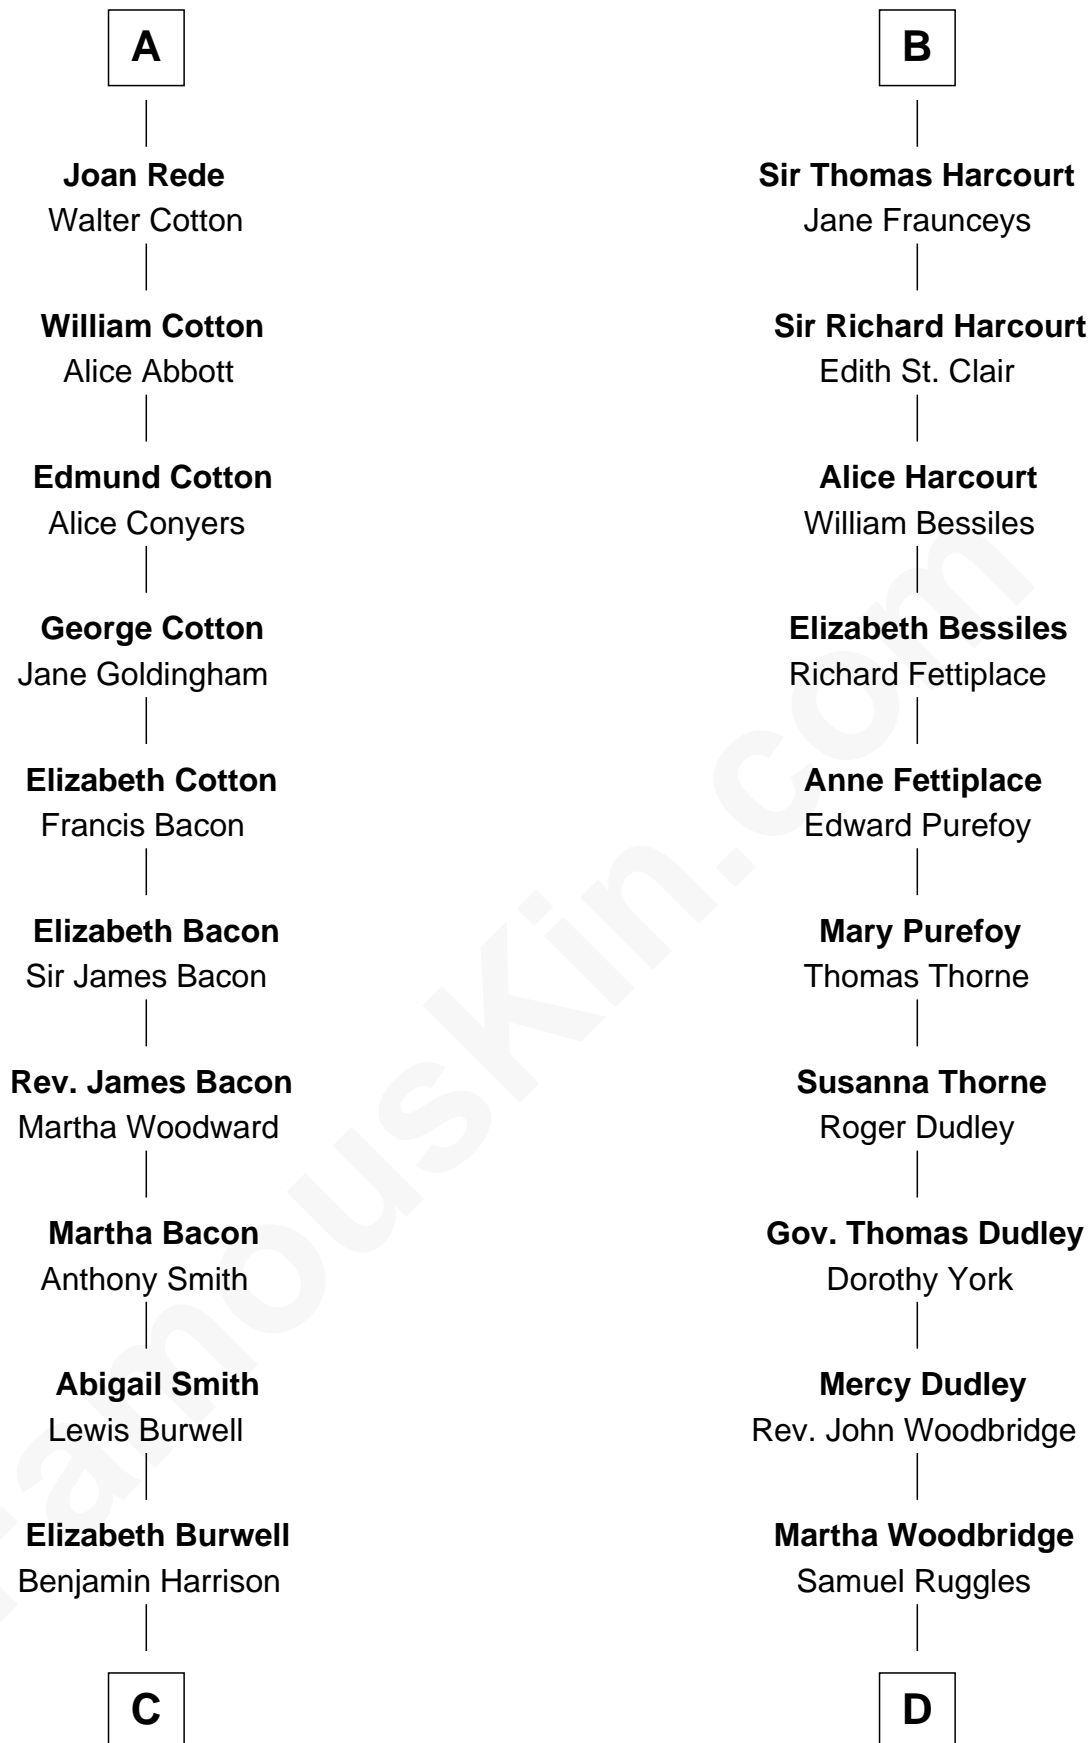 A
Joan Rede
Walter Cotton
William Cotton
Alice Abbott
Edmund Cotton
Alice Conyers
George Cotton
Jane Goldingham
Elizabeth Cotton
Francis Bacon
Elizabeth Bacon
Sir James Bacon
Rev. James Bacon
Martha Woodward
Martha Bacon
Anthony Smith
Abigail Smith
Lewis Burwell
Elizabeth Burwell
Benjamin Harrison
C
B
Sir Thomas Harcourt
Jane Fraunceys
Sir Richard Harcourt
Edith St. Clair
Alice Harcourt
William Bessiles
Elizabeth Bessiles
Richard Fettiplace
Anne Fettiplace
Edward Purefoy
Mary Purefoy
Thomas Thorne
Susanna Thorne
Roger Dudley
Gov. Thomas Dudley
Dorothy York
Mercy Dudley
Rev. John Woodbridge
Martha Woodbridge
Samuel Ruggles
D
FamousKin.com